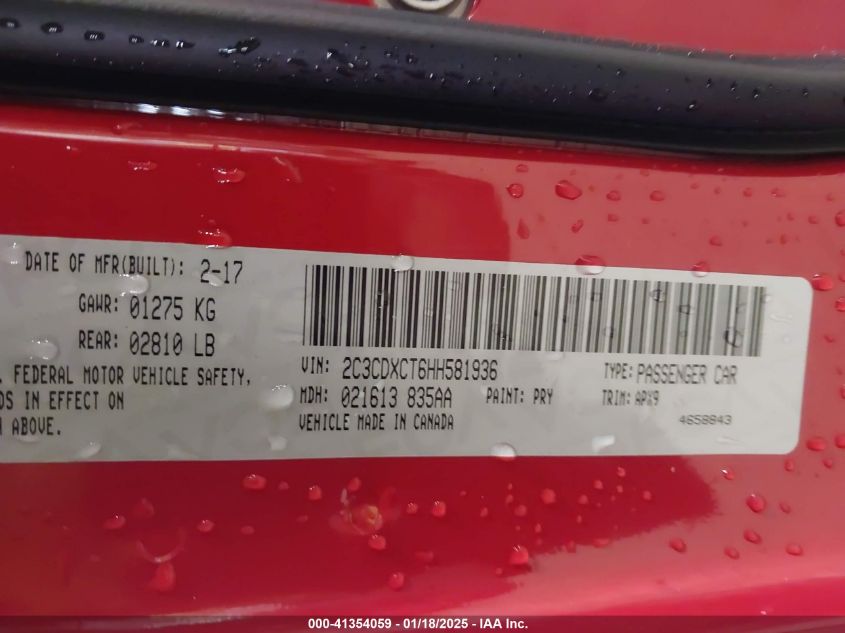 DATE OF MFR(BUILT): 2-17
GAWR: 01275 KG
REAR: 02810 LB
. FEDERAL MOTOR VEHICLE SAFETY,
DS IN EFFECT ON
ABOVE.
VIN: 2C3CDXCT6HH581936
TYPE: PASSENGER CAR
MDH: 021613 835AA
PAINT: PRY
TRIM: APX9
VEHICLE MADE IN CANADA
4658843
000-41354059 - 01/18/2025 - IAA Inc.